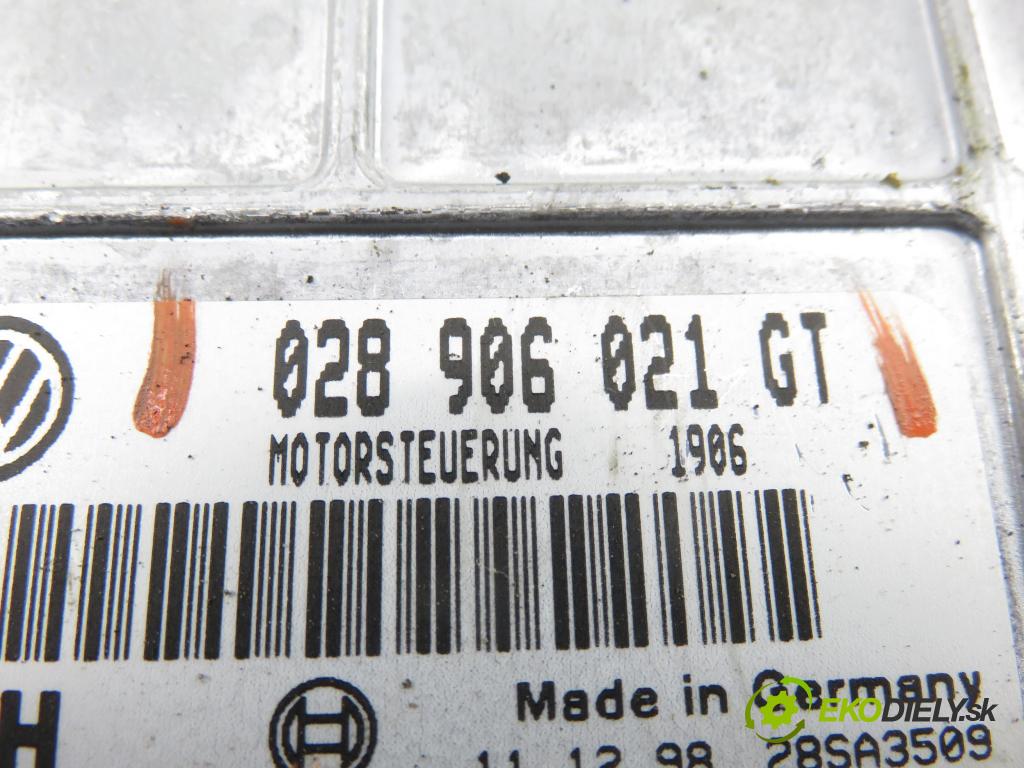 028 906 021 GT
MOTORSTEUERUNG 1906
H Made in Germany
11.12.98 28SA3509
EKODIELY.sk